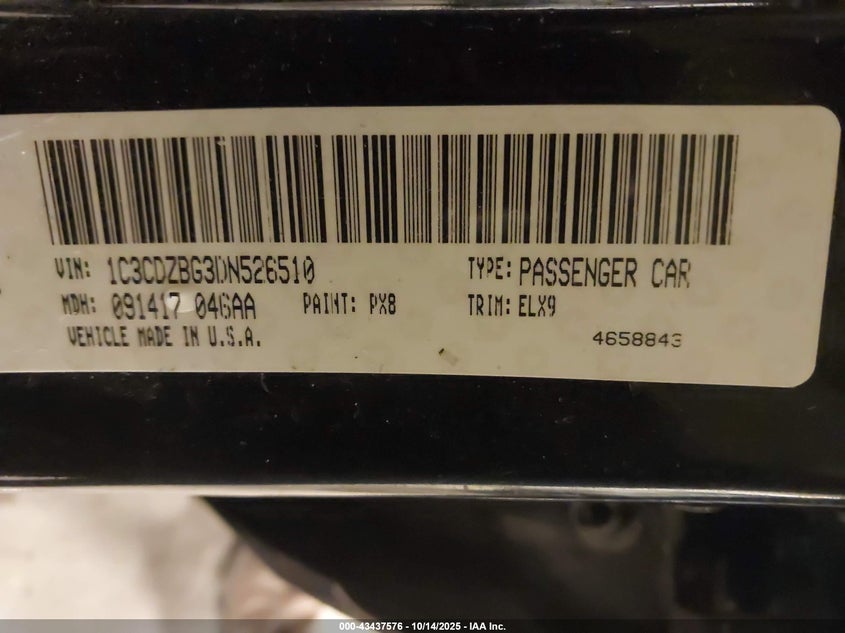 VIN: 1C3CDZBG3DN526510 TYPE: PASSENGER CAR
MDH: 091417 046AA PAINT: PX8 TRIM: ELX9
VEHICLE MADE IN U.S.A. 4658843
000-43437576 - 10/14/2025 - IAA Inc.